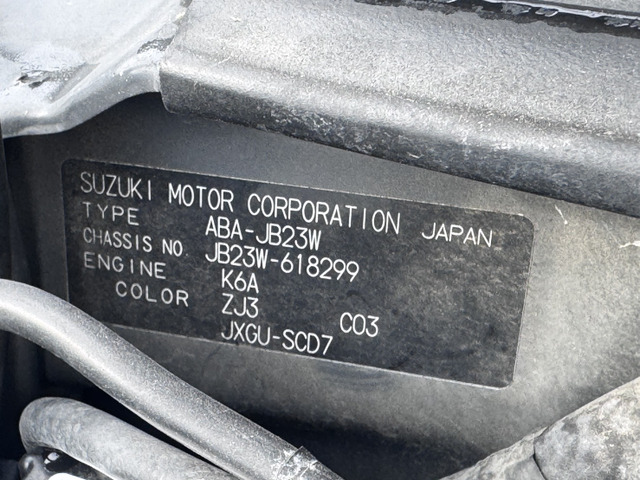 SUZUKI MOTOR CORPORATION JAPAN
TYPE ABA-JB23W
CHASSIS NO. JB23W-618299
ENGINE K6A
COLOR ZJ3 C03
JXGU-SCD7